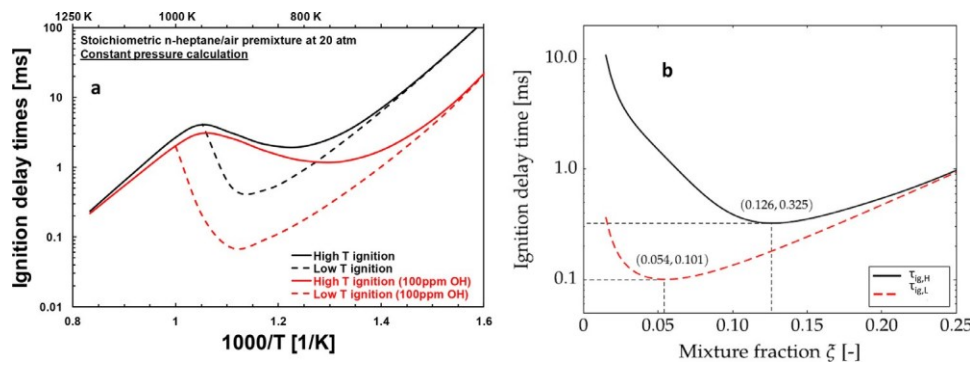 1250 K 1000 K 800 K
Stoichiometric n-heptane/air premixture at 20 atm
Constant pressure calculation
a
100
10
1
0.1
0.01
Ignition delay times [ms]
High T ignition
Low T ignition
High T ignition (100ppm OH)
Low T ignition (100ppm OH)
0.8 1 1.2 1.4 1.6
1000/T [1/K]
b
10.0
1.0
0.1
Ignition delay time [ms]
(0.126, 0.325)
(0.054, 0.101)
τig,H
τig,L
0 0.05 0.10 0.15 0.20 0.25
Mixture fraction ξ [-]